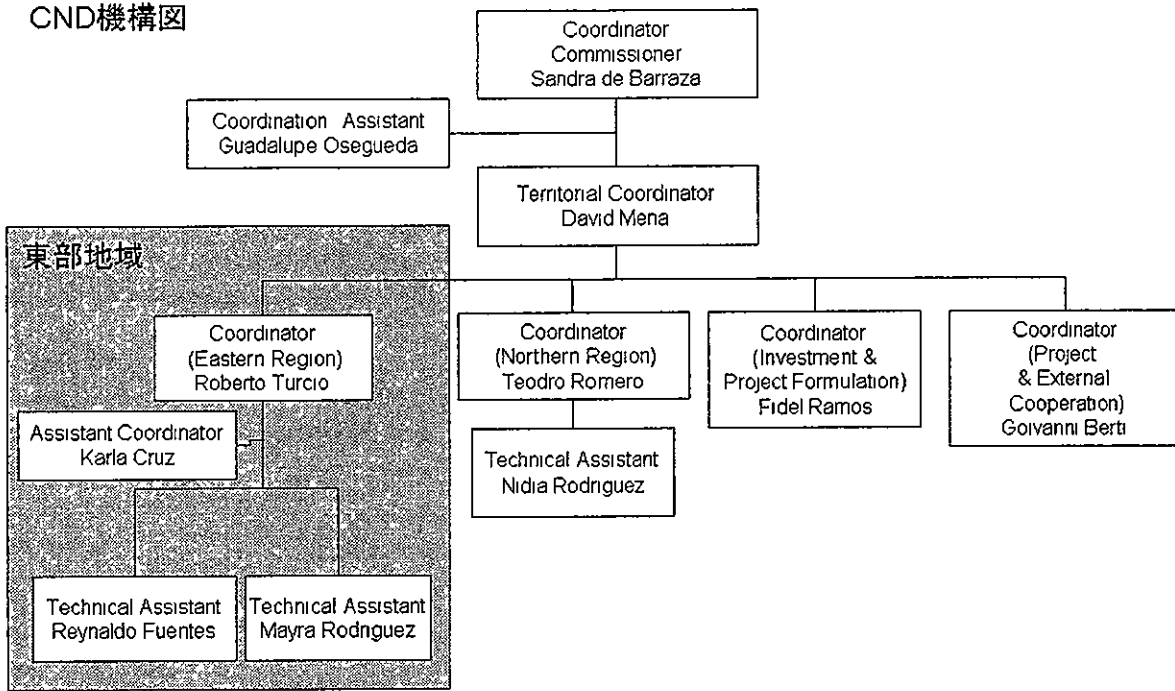 CND機構図
Coordinator
Commissioner
Sandra de Barraza
Coordination Assistant
Guadalupe Osegueda
Territorial Coordinator
David Mena
東部地域
Coordinator
(Eastern Region)
Roberto Turcio
Coordinator
(Northern Region)
Teodro Romero
Coordinator
(Investment &
Project Formulation)
Fidel Ramos
Coordinator
(Project
& External
Cooperation)
Goivanni Berti
Assistant Coordinator
Karla Cruz
Technical Assistant
Nidia Rodriguez
Technical Assistant
Reynaldo Fuentes
Technical Assistant
Mayra Rodriguez